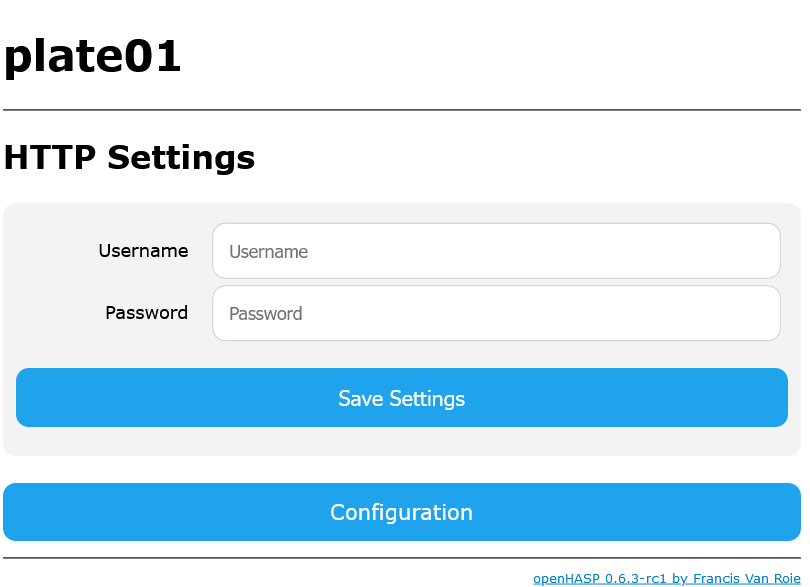 plate01
HTTP Settings
Username Username
Password Password
Save Settings
Configuration
openHASP 0.6.3-rc1 by Francis Van Roie